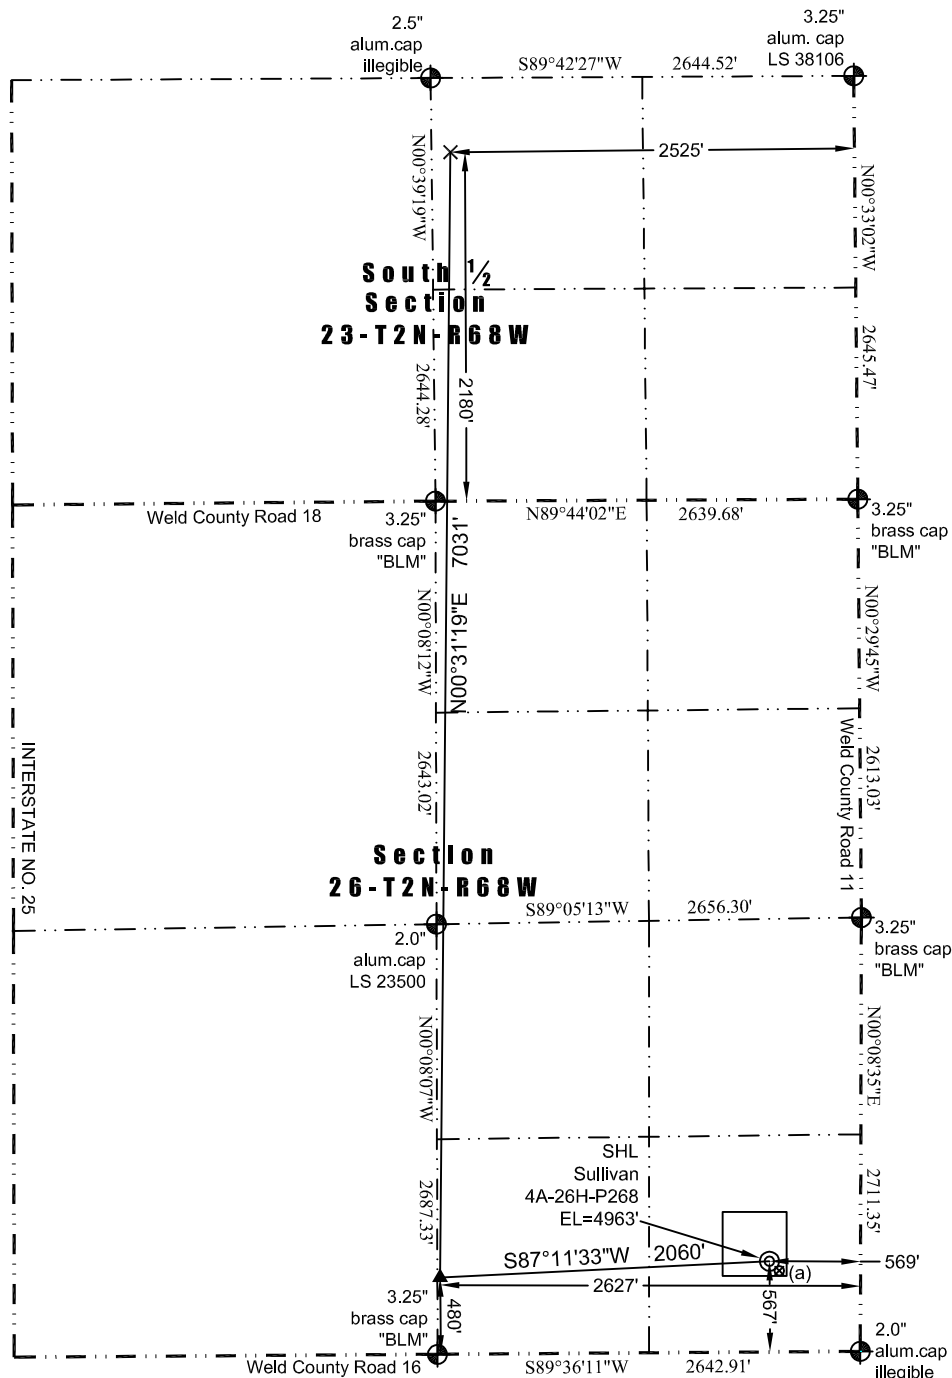 2.5"
alum.cap
illegible
3.25"
alum. cap
LS 38106
S89°42'27"W 2644.52'
2525'
N00°39'19"W
2644.28'
N00°33'02"W
2645.47'
South 1/2
Section
23-T2N-R68W
2180'
Weld County Road 18
3.25"
brass cap
"BLM"
N89°44'02"E 2639.68'
3.25"
brass cap
"BLM"
N00°31'19"E 7031'
N00°08'12"W
2643.02'
N00°29'45"W
2613.03'
Weld County Road 11
INTERSTATE NO. 25
Section
26-T2N-R68W
S89°05'13"W 2656.30'
2.0"
alum.cap
LS 23500
3.25"
brass cap
"BLM"
N00°08'07"W
2687.33'
N00°08'35"E
2711.35'
SHL
Sullivan
4A-26H-P268
EL=4963'
S87°11'33"W 2060'
569'
(a)
2627'
567'
480'
3.25"
brass cap
"BLM"
Weld County Road 16
S89°36'11"W 2642.91'
2.0"
alum.cap
illegible